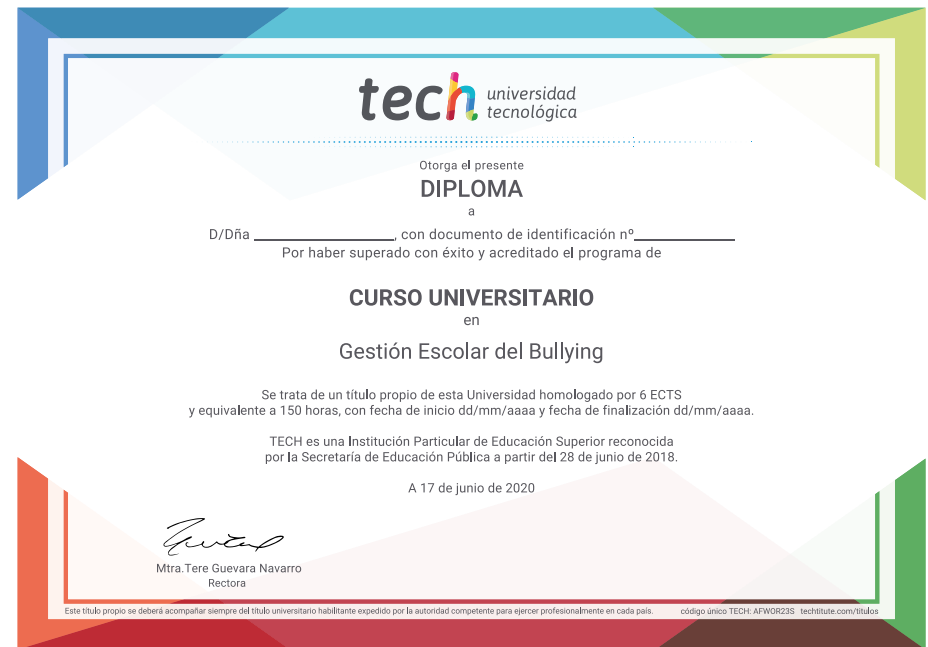 tech universidad
tecnológica
Otorga el presente
DIPLOMA
a
D/Dña ____________________, con documento de identificación nº______________
Por haber superado con éxito y acreditado el programa de
CURSO UNIVERSITARIO
en
Gestión Escolar del Bullying
Se trata de un título propio de esta Universidad homologado por 6 ECTS
y equivalente a 150 horas, con fecha de inicio dd/mm/aaaa y fecha de finalización dd/mm/aaaa.
TECH es una Institución Particular de Educación Superior reconocida
por la Secretaría de Educación Pública a partir del 28 de junio de 2018.
A 17 de junio de 2020
Mtra.Tere Guevara Navarro
Rectora
Este título propio se deberá acompañar siempre del título universitario habilitante expedido por la autoridad competente para ejercer profesionalmente en cada país. código único TECH: AFWOR23S techtitute.com/titulos